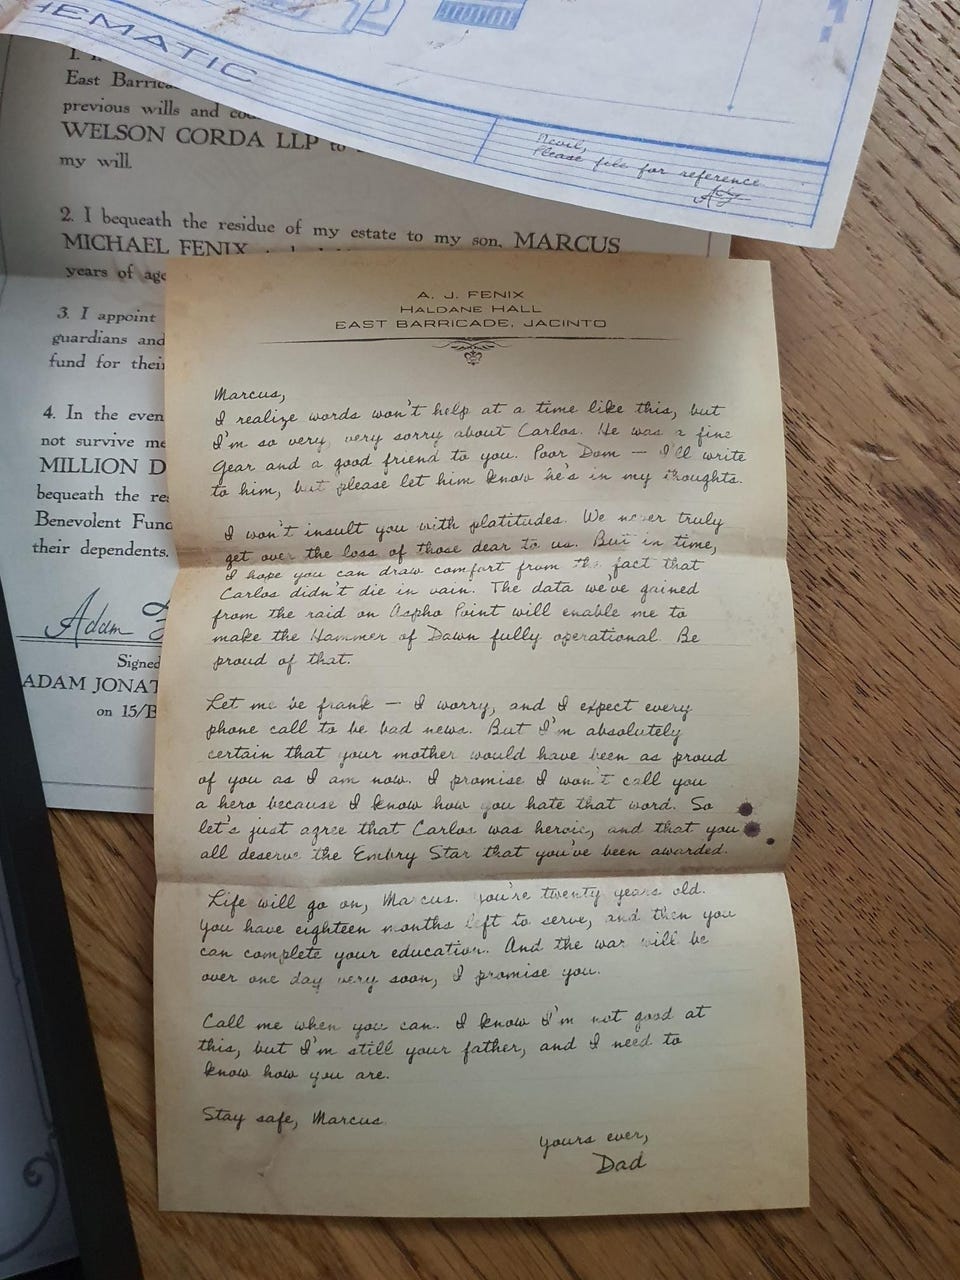 HEMATIC
Nevil,
Please file for reference
East Barrica
previous wills and co
WELSON CORDA LLP to
my will.
2. I bequeath the residue of my estate to my son, MARCUS
MICHAEL FENIX
years of age
3. I appoint
guardians and
fund for their
4. In the even
not survive me
MILLION D
bequeath the res
Benevolent Fund
their dependents.
Adam
Signed
ADAM JONAT
on 15/B
A. J. FENIX
HALDANE HALL
EAST BARRICADE, JACINTO
Marcus,
I realize words won't help at a time like this, but
I'm so very, very sorry about Carlos. He was a fine
Gear and a good friend to you. Poor Dom — I'll write
to him, but please let him know he's in my thoughts.
I won't insult you with platitudes. We never truly
get over the loss of those dear to us. But in time,
I hope you can draw comfort from the fact that
Carlos didn't die in vain. The data we've gained
from the raid on Aspho Point will enable me to
make the Hammer of Dawn fully operational. Be
proud of that.
Let me be frank — I worry, and I expect every
phone call to be bad news. But I'm absolutely
certain that your mother would have been as proud
of you as I am now. I promise I won't call you
a hero because I know how you hate that word. So
let's just agree that Carlos was heroic, and that you
all deserve the Embry Star that you've been awarded.
Life will go on, Marcus. You're twenty years old.
You have eighteen months left to serve, and then you
can complete your education. And the war will be
over one day very soon, I promise you.
Call me when you can. I know I'm not good at
this, but I'm still your father, and I need to
know how you are.
Stay safe, Marcus.
Yours ever,
Dad